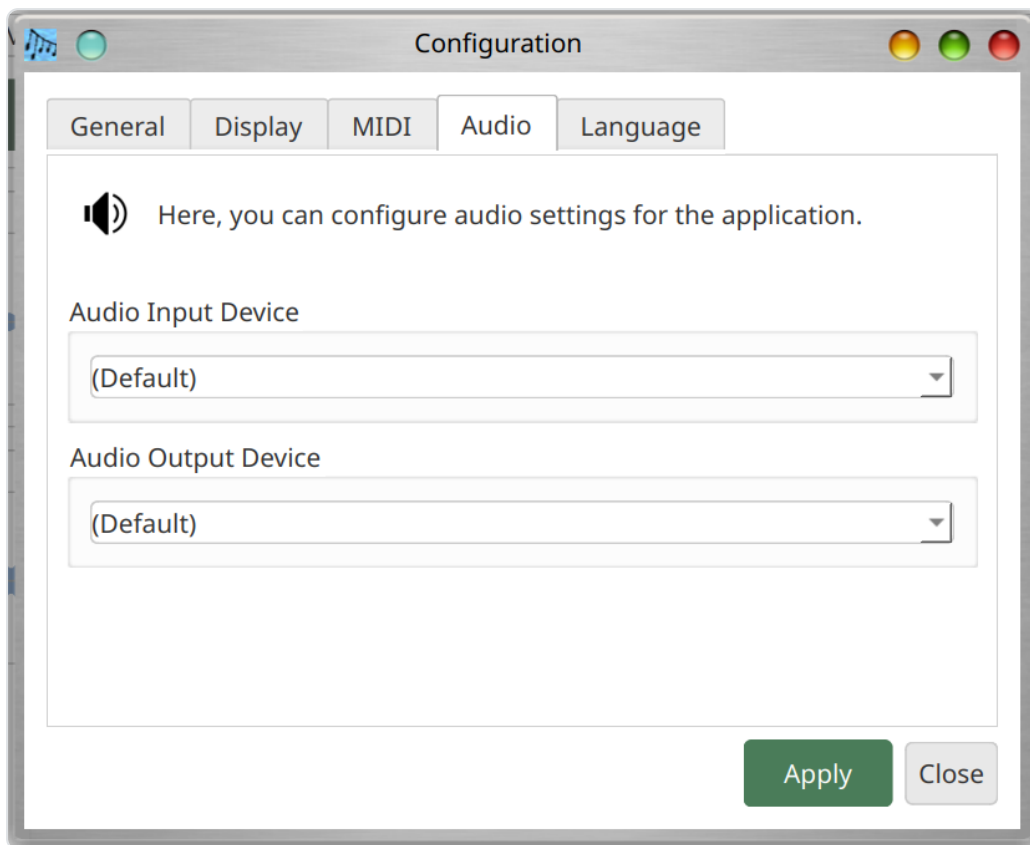 Configuration
General Display MIDI Audio Language
Here, you can configure audio settings for the application.
Audio Input Device
(Default)
Audio Output Device
(Default)
Apply Close